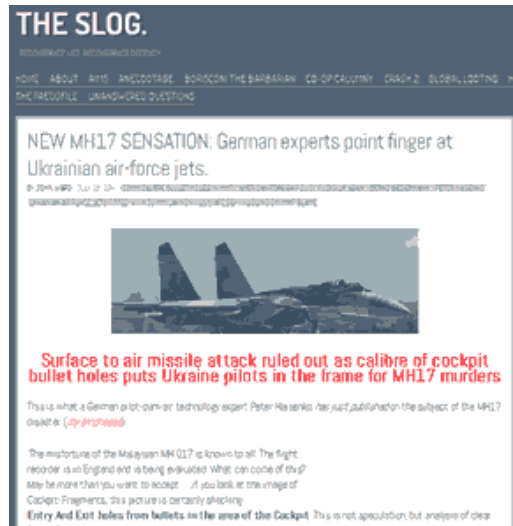 THE SLOG.
HOME ABOUT ANECDOTAGE BORISCONI THE BARBARIAN CO-OP CALUMNY CRASH 2 GLOBAL LOOTING
THE PAEDOFILE UNANSWERED QUESTIONS
NEW MH17 SENSATION: German experts point finger at
Ukrainian air-force jets.
Surface to air missile attack ruled out as calibre of cockpit
bullet holes puts Ukraine pilots in the frame for MH17 murders
This is what a German pilot-cum-air technology expert Peter has just published on the subject of the MH17
disaster
The misfortune of the Malaysian MH 017 is known to all. The flight
recorder is in England and is being evaluated. What can come of this?
May be more than you want to accept. if you look at the image of
Cockpit-Fragments, this picture is certainly shocking
Entry And Exit holes from bullets in the area of the Cockpit. This is not speculation, but analysis of clear